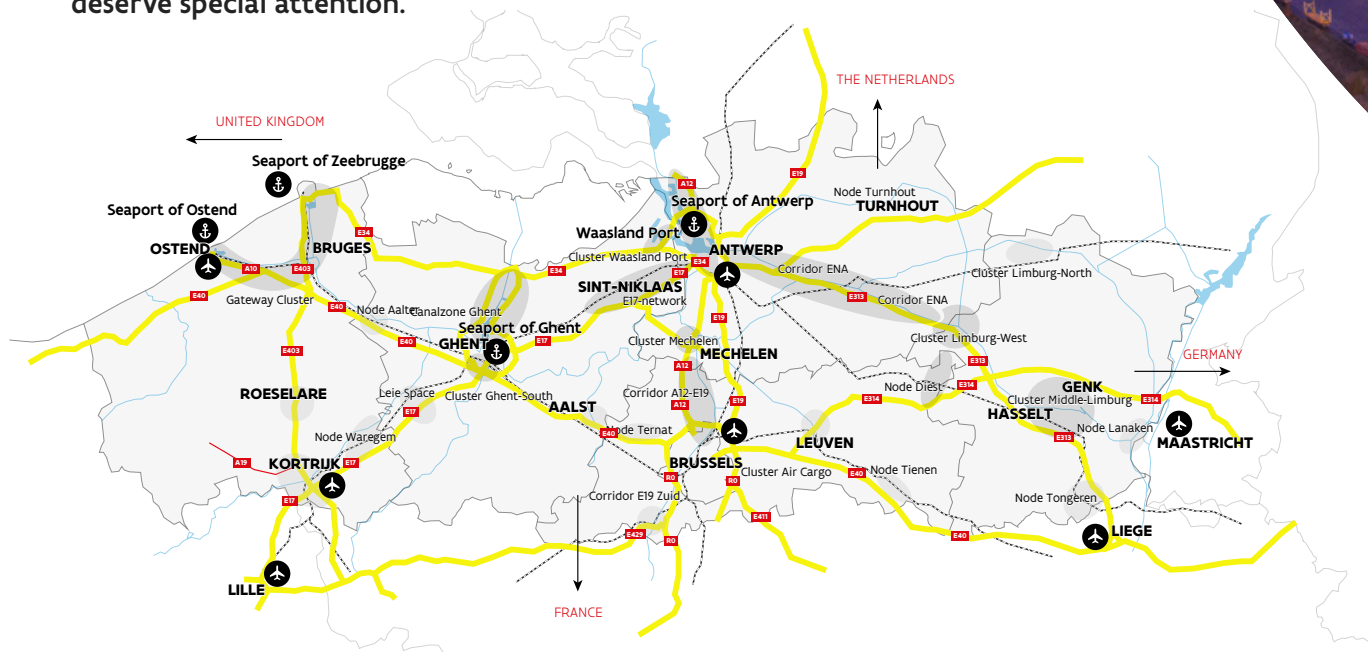 deserve special attention.
THE NETHERLANDS
UNITED KINGDOM
Seaport of Zeebrugge
A12
E19
Node Turnhout
TURNHOUT
Seaport of Antwerp
Seaport of Ostend
E34
Waasland Port
OSTEND
BRUGES
ANTWERP
Cluster Waasland Port
E34
A10
E403
E34
E17
Corridor ENA
Cluster Limburg-North
SINT-NIKLAAS
E40
Gateway Cluster
E17-network
E313
Corridor ENA
E40
Node Aalter
Canalzone Ghent
E19
Seaport of Ghent
GHENT
E40
E17
Cluster Mechelen
Cluster Limburg-West
E403
MECHELEN
GERMANY
A12
E313
ROESELARE
Leie Space
Cluster Ghent-South
Corridor A12-E19
Node Diest
E314
GENK
E17
AALST
A12
E19
E314
Cluster Middle-Limburg
E314
HASSELT
Node Waregem
E40
Node Ternat
LEUVEN
E313
Node Lanaken
MAASTRICHT
A19
KORTRIJK
E17
BRUSSELS
Cluster Air Cargo
E40
Node Tienen
R0
R0
E17
Corridor E19 Zuid
Node Tongeren
E411
E429
R0
E40
LIEGE
LILLE
FRANCE